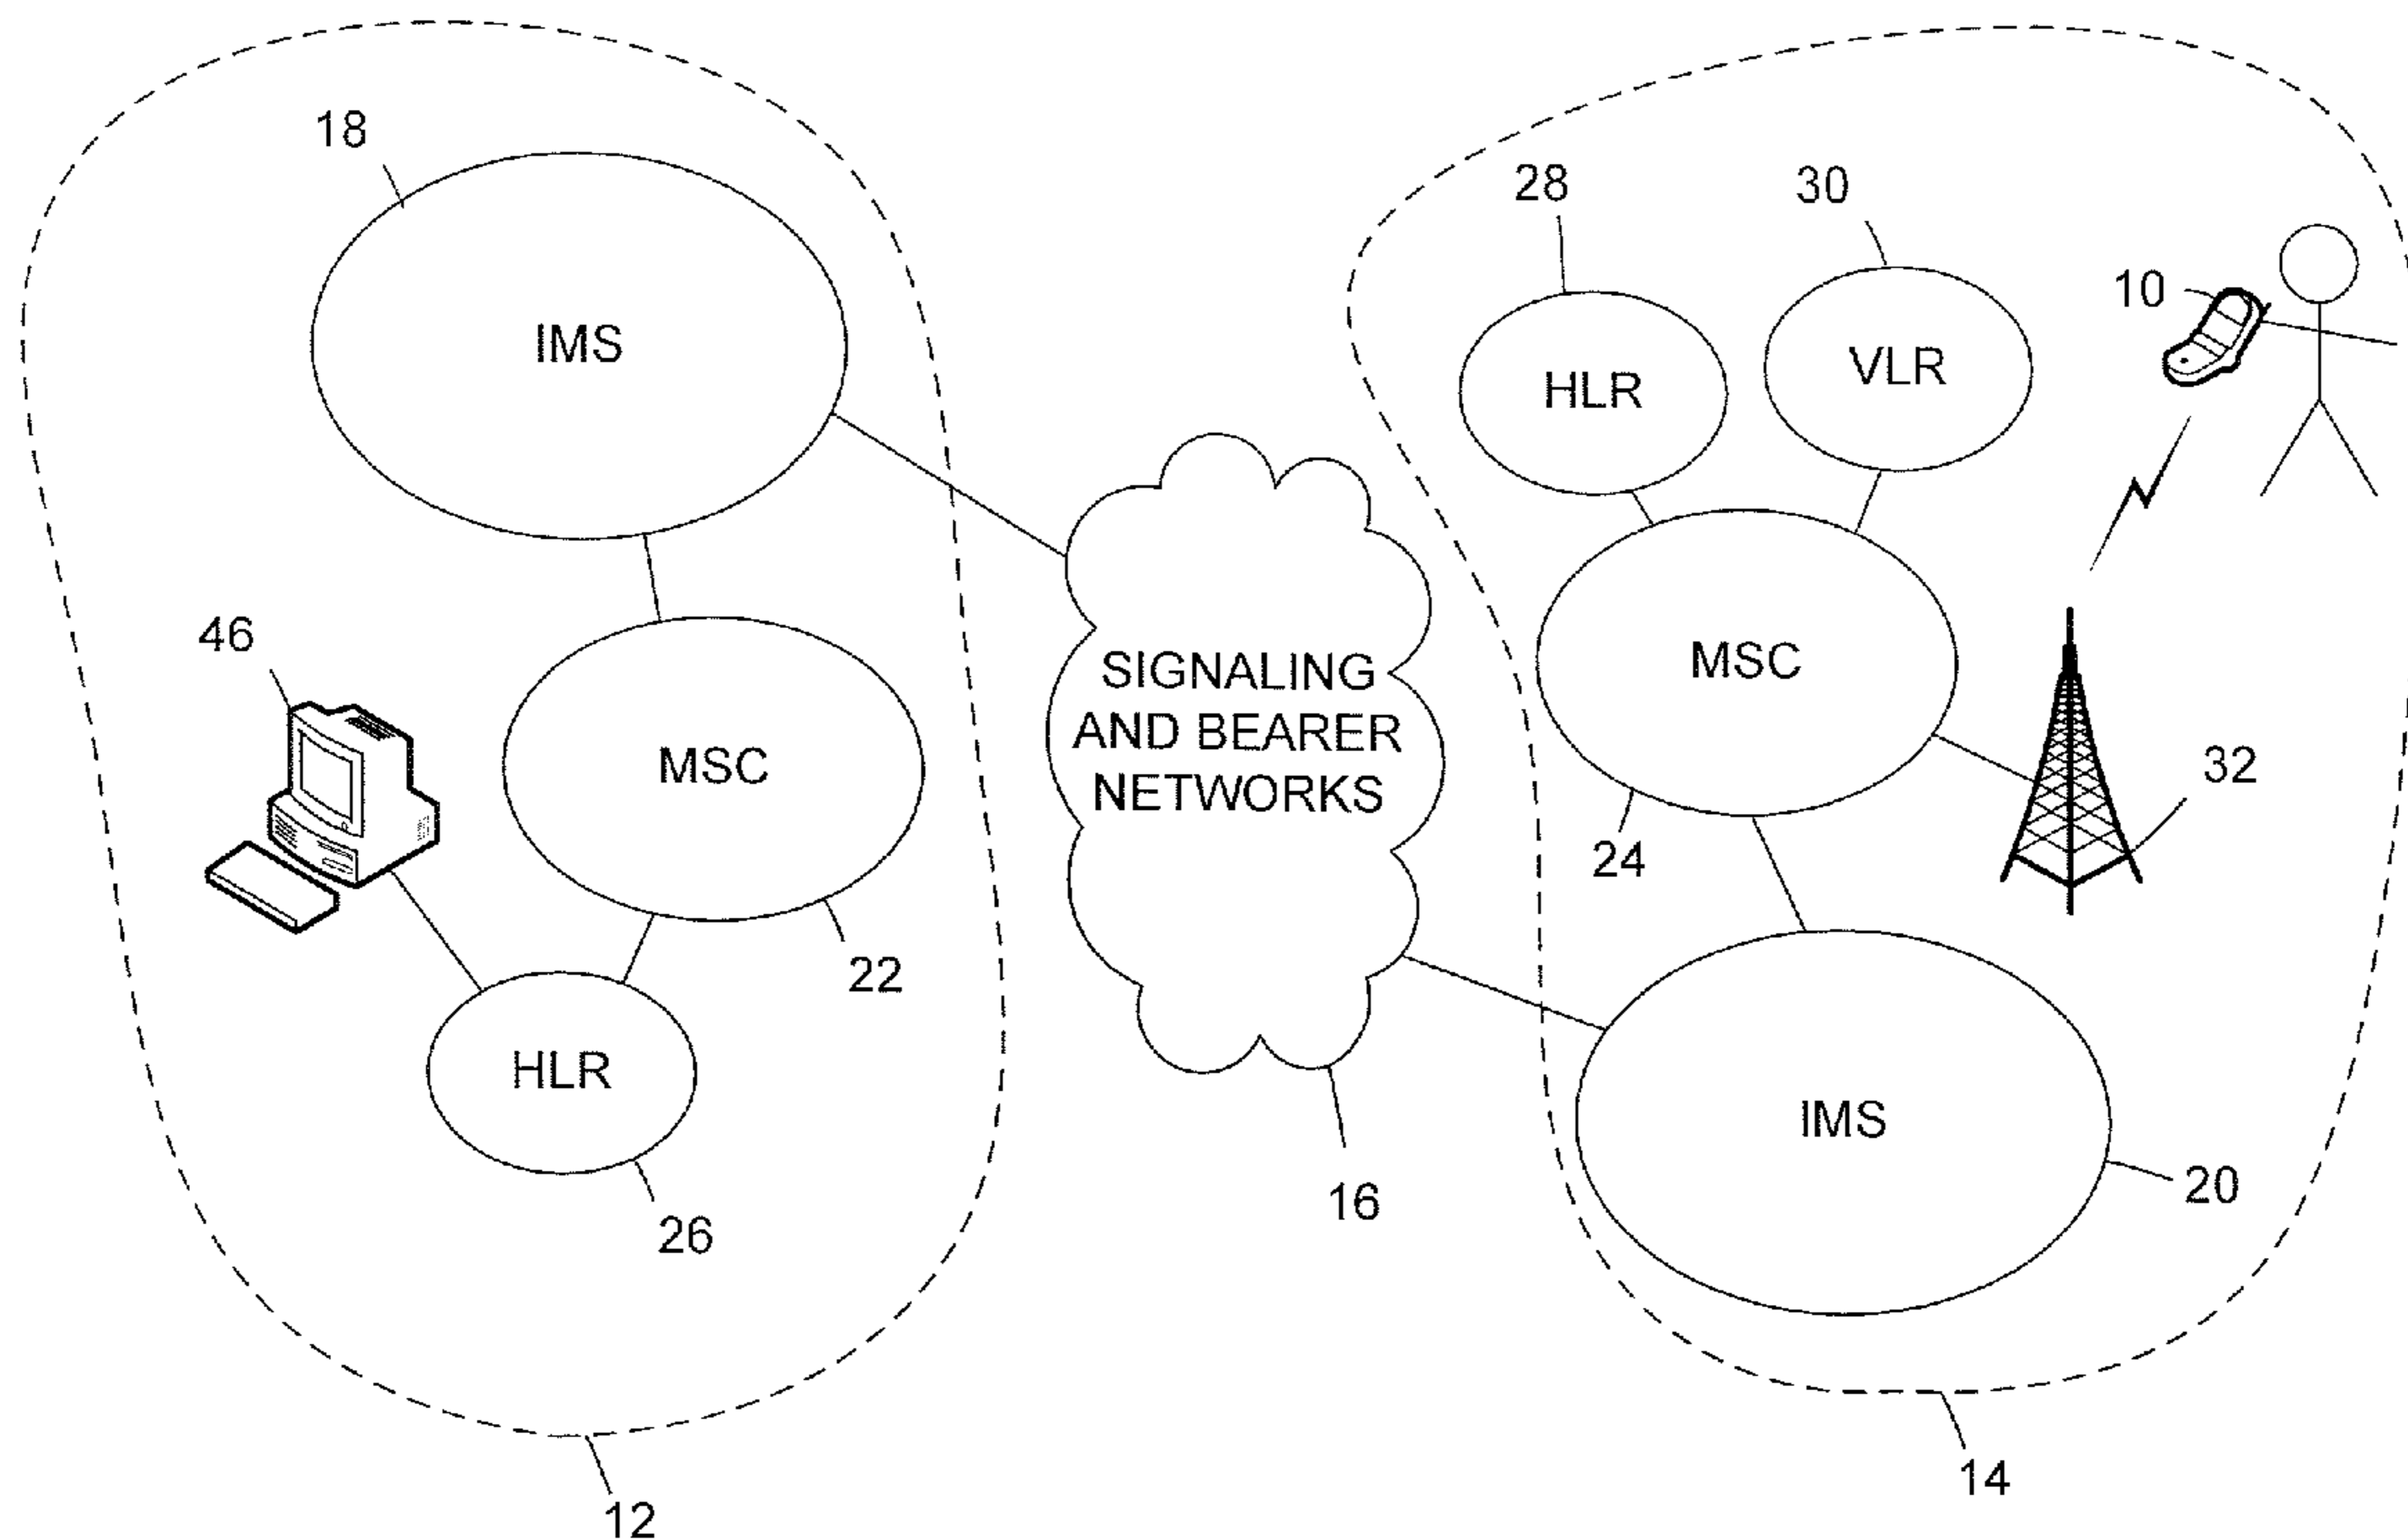 18
IMS
46
MSC
22
HLR
26
12
SIGNALING
AND BEARER
NETWORKS
16
28
30
10
HLR
VLR
MSC
24
32
IMS
20
14